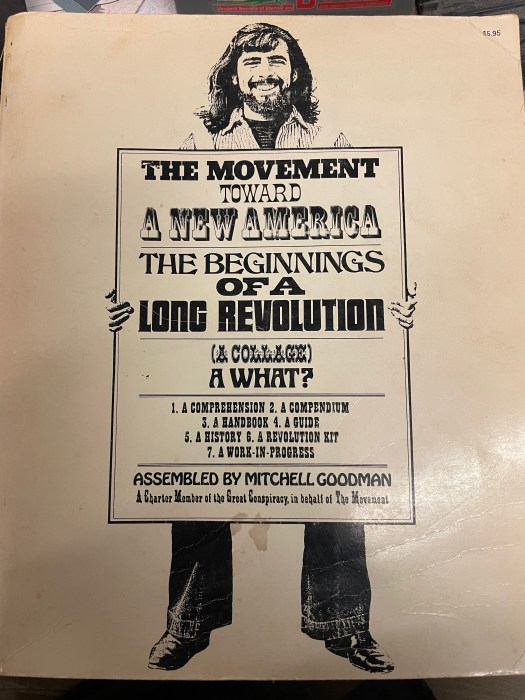 $5.95
THE MOVEMENT
TOWARD
A NEW AMERICA
THE BEGINNINGS
OF A
LONG REVOLUTION
(A COLLAGE)
A WHAT?
1. A COMPREHENSION 2. A COMPENDIUM
3. A HANDBOOK 4. A GUIDE
5. A HISTORY 6. A REVOLUTION KIT
7. A WORK-IN-PROGRESS
ASSEMBLED BY MITCHELL GOODMAN
A Charter Member of the Great Conspiracy, in behalf of The Movement